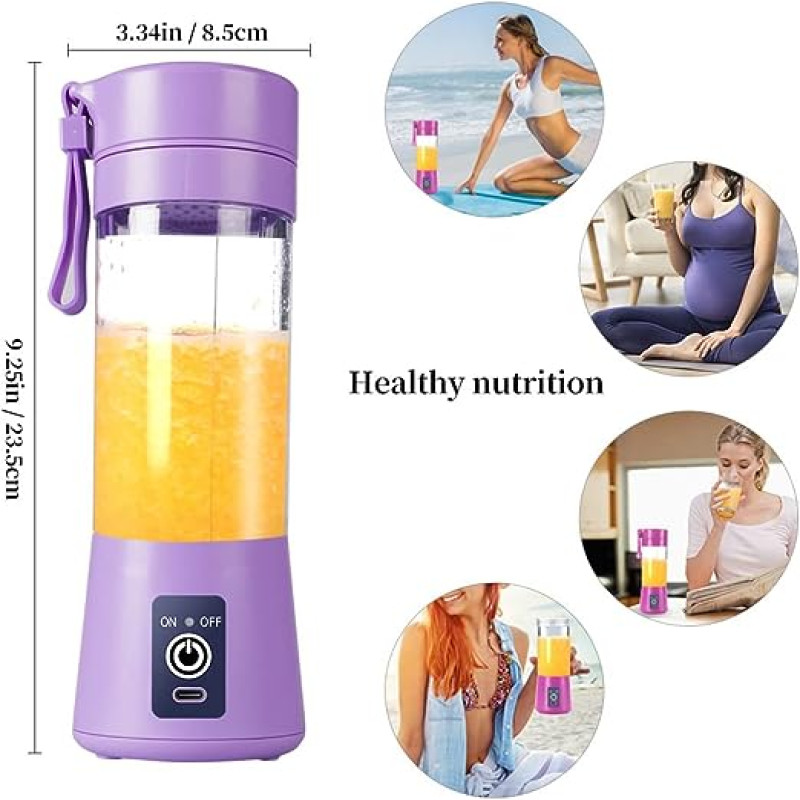 3.34in / 8.5cm
9.25in / 23.5cm
Healthy nutrition
ON OFF